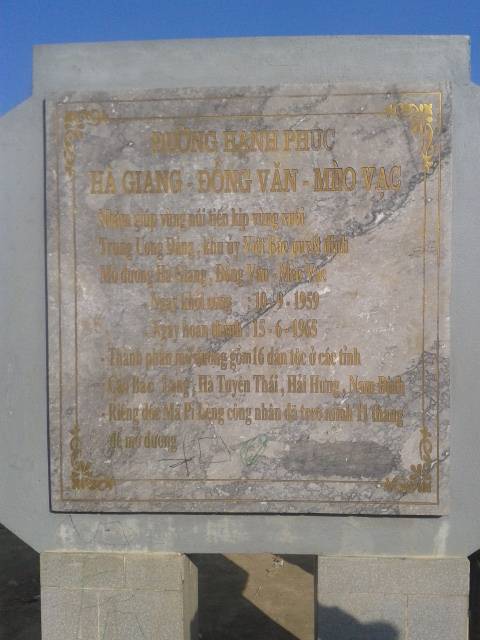 ĐƯỜNG HẠNH PHÚC
HÀ GIANG - ĐỒNG VĂN - MÈO VẠC
Nhằm giúp vùng núi tiến kịp vùng xuôi
Trung Ương Đảng , khu ủy Việt Bắc quyết định
Mở đường Hà Giang , Đồng Văn - Mèo Vạc
Ngày khởi công : 10 - 9 - 1959
Ngày hoàn thành : 15 - 6 - 1965
- Thành phần mở đường gồm 16 dân tộc ở các tỉnh
- Cao Bắc Lạng - Hà Tuyên Thái , Hải Hưng , Nam Định
- Riêng dốc Mã Pì Lèng công nhân đã treo mình 11 tháng
để mở đường